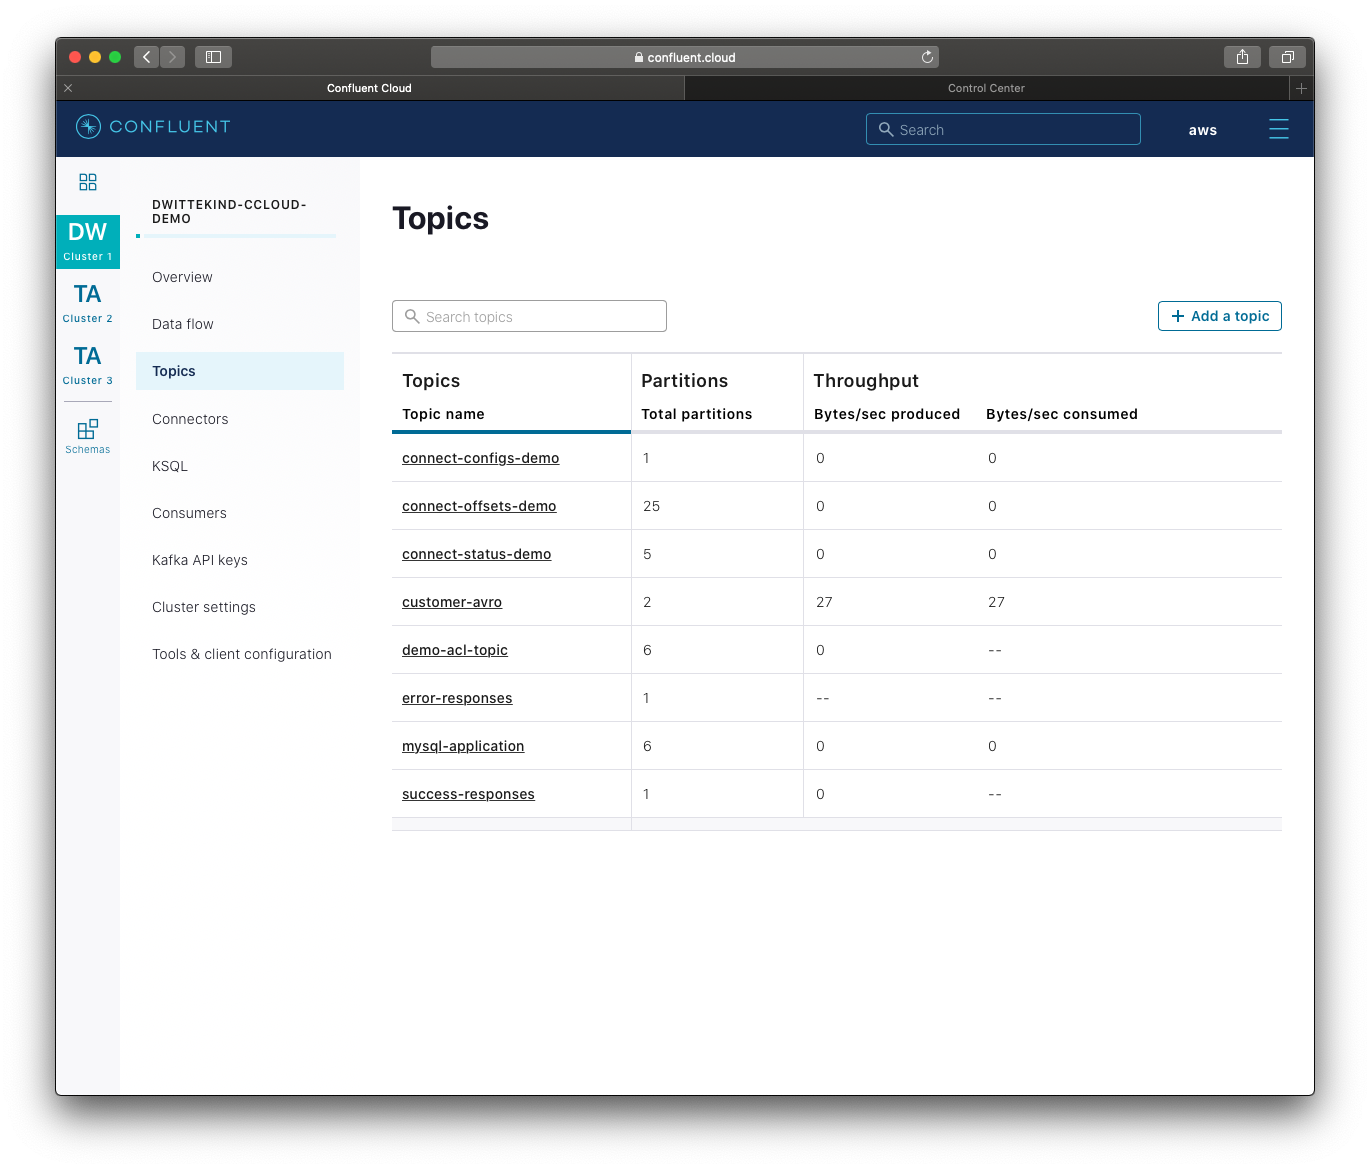 confluent.cloud
Confluent Cloud
Control Center
CONFLUENT
Search
aws
DW
Cluster 1
TA
Cluster 2
TA
Cluster 3
Schemas
DWITTEKIND-CCLOUD-
DEMO
Overview
Data flow
Topics
Connectors
KSQL
Consumers
Kafka API keys
Cluster settings
Tools & client configuration
Topics
Search topics
Add a topic
Topics Partitions Throughput
Topic name Total partitions Bytes/sec produced Bytes/sec consumed
connect-configs-demo 1 0 0
connect-offsets-demo 25 0 0
connect-status-demo 5 0 0
customer-avro 2 27 27
demo-acl-topic 6 0 --
error-responses 1 -- --
mysql-application 6 0 0
success-responses 1 0 --